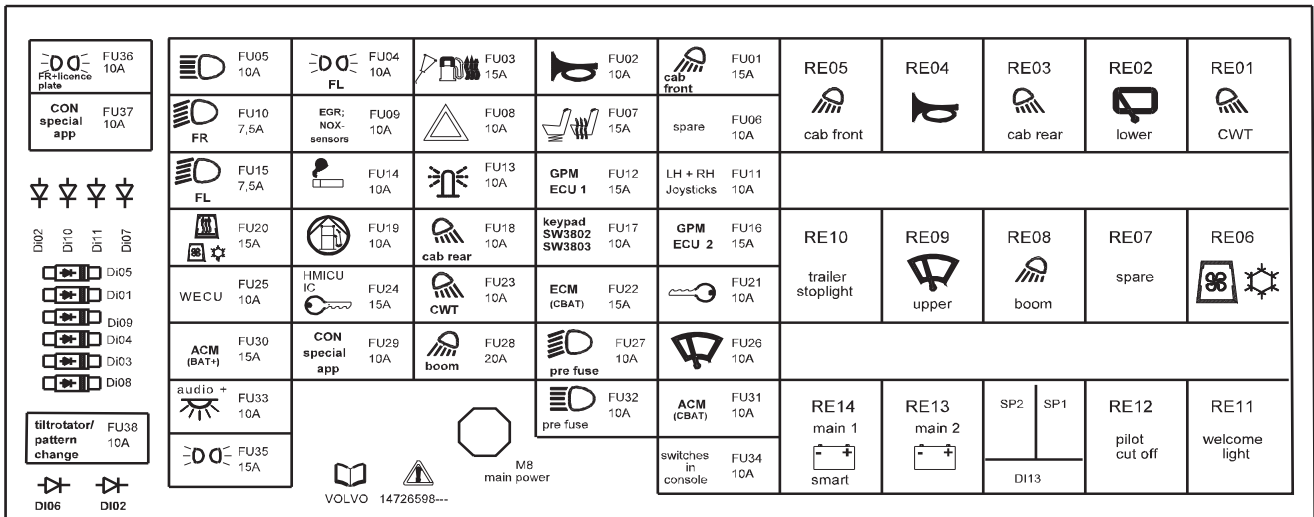 FU36
10A
FR+licence
plate
CON
special
app
FU37
10A
Di02
Di10
Di11
Di07
Di05
Di01
Di09
Di04
Di03
Di08
tiltrotator/
pattern
change
FU38
10A
DI06
DI02
FU05
10A
FU04
10A
FL
FU03
15A
FU02
10A
FU01
15A
cab
front
FU10
7,5A
FR
EGR;
NOX-
sensors
FU09
10A
FU08
10A
FU07
15A
spare
FU06
10A
FU15
7,5A
FL
FU14
10A
FU13
10A
GPM
ECU 1
FU12
15A
LH + RH
Joysticks
FU11
10A
FU20
15A
FU19
10A
FU18
10A
cab rear
keypad
SW3802
SW3803
FU17
10A
GPM
ECU 2
FU16
15A
WECU
FU25
10A
HMICU
IC
FU24
15A
FU23
10A
CWT
ECM
(CBAT)
FU22
15A
FU21
10A
ACM
(BAT+)
FU30
15A
CON
special
app
FU29
10A
FU28
20A
boom
FU27
10A
pre fuse
FU26
10A
audio +
FU33
10A
FU32
10A
pre fuse
ACM
(CBAT)
FU31
10A
FU35
15A
VOLVO 14726598---
M8
main power
switches
in
console
FU34
10A
RE05
cab front
RE04
RE03
cab rear
RE02
lower
RE01
CWT
RE10
trailer
stoplight
RE09
upper
RE08
boom
RE07
spare
RE06
RE14
main 1
- +
smart
RE13
main 2
- +
SP2
SP1
DI13
RE12
pilot
cut off
RE11
welcome
light